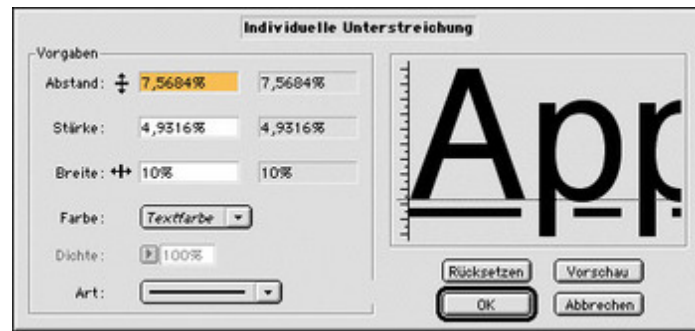 Individuelle Unterstreichung
Vorgaben
Abstand: 7,5684% 7,5684%
Stärke: 4,9316% 4,9316%
Breite: 10% 10%
Farbe: Textfarbe
Dichte: 100%
Art:
App
Rücksetzen Vorschau
OK Abbrechen